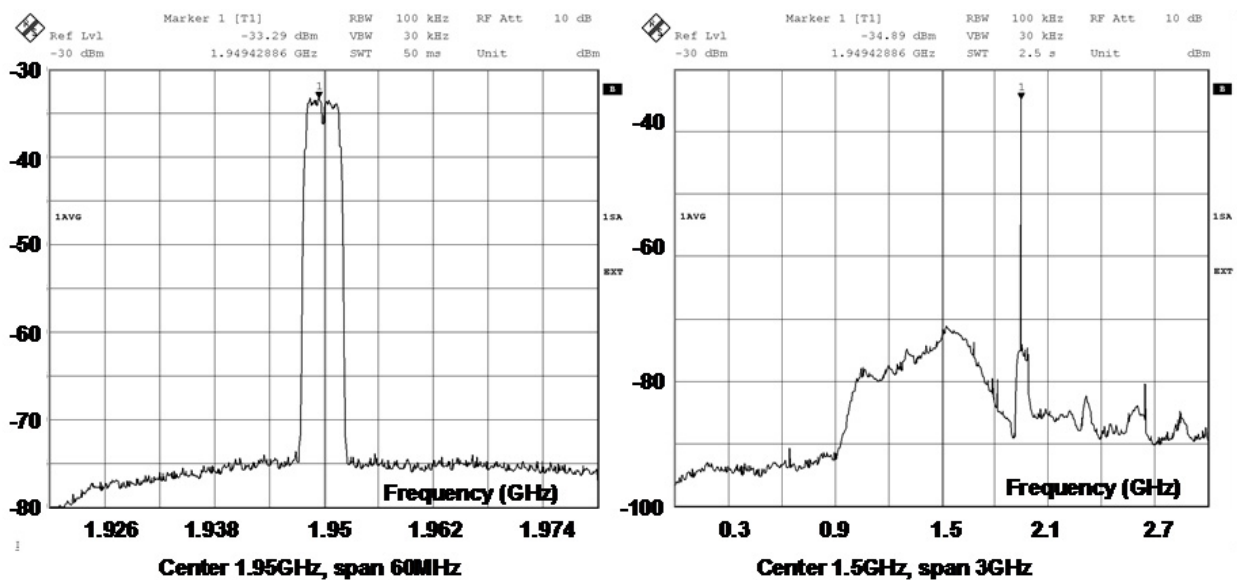 Marker 1 [T1] RBW 100 kHz RF Att 10 dB
Ref Lvl -33.29 dBm VBW 30 kHz
-30 dBm 1.94942886 GHz SWT 50 ms Unit dBm
-30
1
B
-40
1AVG
1SA
-50
EXT
-60
-70
-80
Frequency (GHz)
1.926 1.938 1.95 1.962 1.974
Center 1.95GHz, span 60MHz
Marker 1 [T1] RBW 100 kHz RF Att 10 dB
Ref Lvl -34.89 dBm VBW 30 kHz
-30 dBm 1.94942886 GHz SWT 2.5 s Unit dBm
1
B
-40
1AVG
1SA
-60
EXT
-80
-100
Frequency (GHz)
0.3 0.9 1.5 2.1 2.7
Center 1.5GHz, span 3GHz